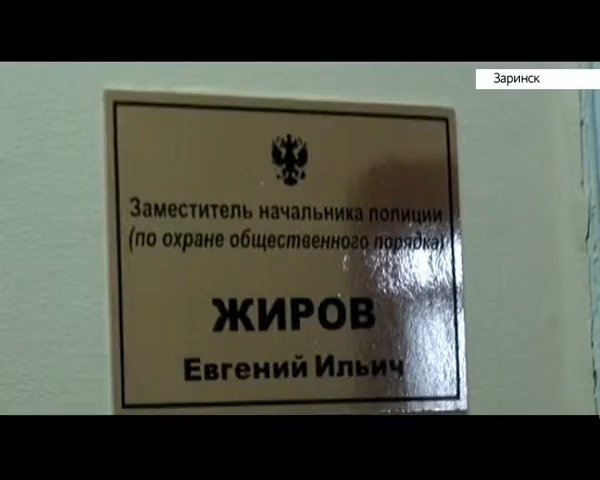 Заринск
Заместитель начальника полиции
(по охране общественного порядка)
ЖИРОВ
Евгений Ильич